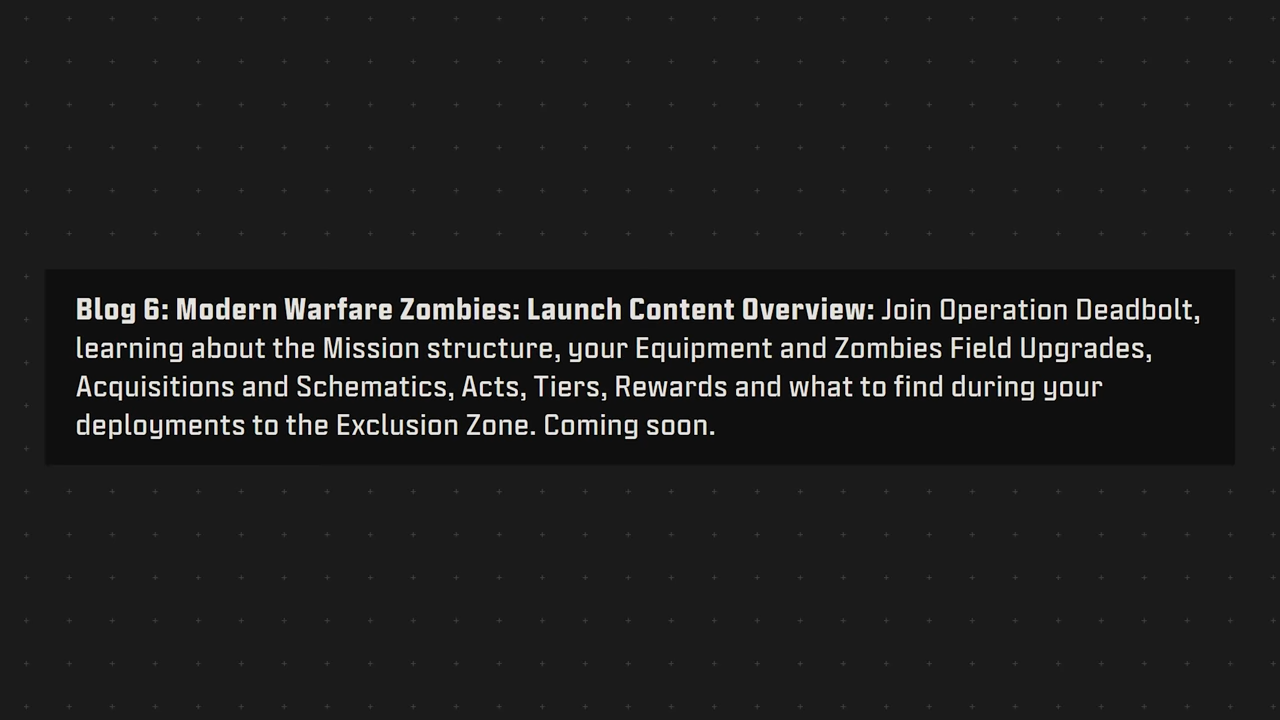 Blog 6: Modern Warfare Zombies: Launch Content Overview: Join Operation Deadbolt,
learning about the Mission structure, your Equipment and Zombies Field Upgrades,
Acquisitions and Schematics, Acts, Tiers, Rewards and what to find during your
deployments to the Exclusion Zone. Coming soon.